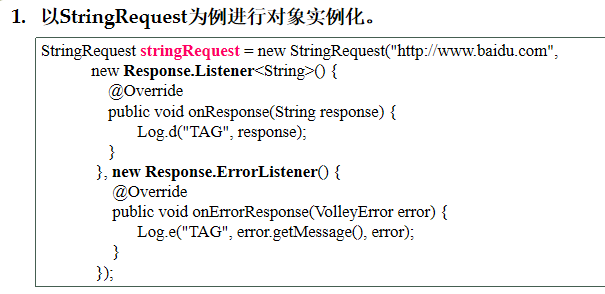 1. 以StringRequest为例进行对象实例化。
StringRequest stringRequest = new StringRequest("http://www.baidu.com",
new Response.Listener<String>() {
@Override
public void onResponse(String response) {
Log.d("TAG", response);
}
}, new Response.ErrorListener() {
@Override
public void onErrorResponse(VolleyError error) {
Log.e("TAG", error.getMessage(), error);
}
});